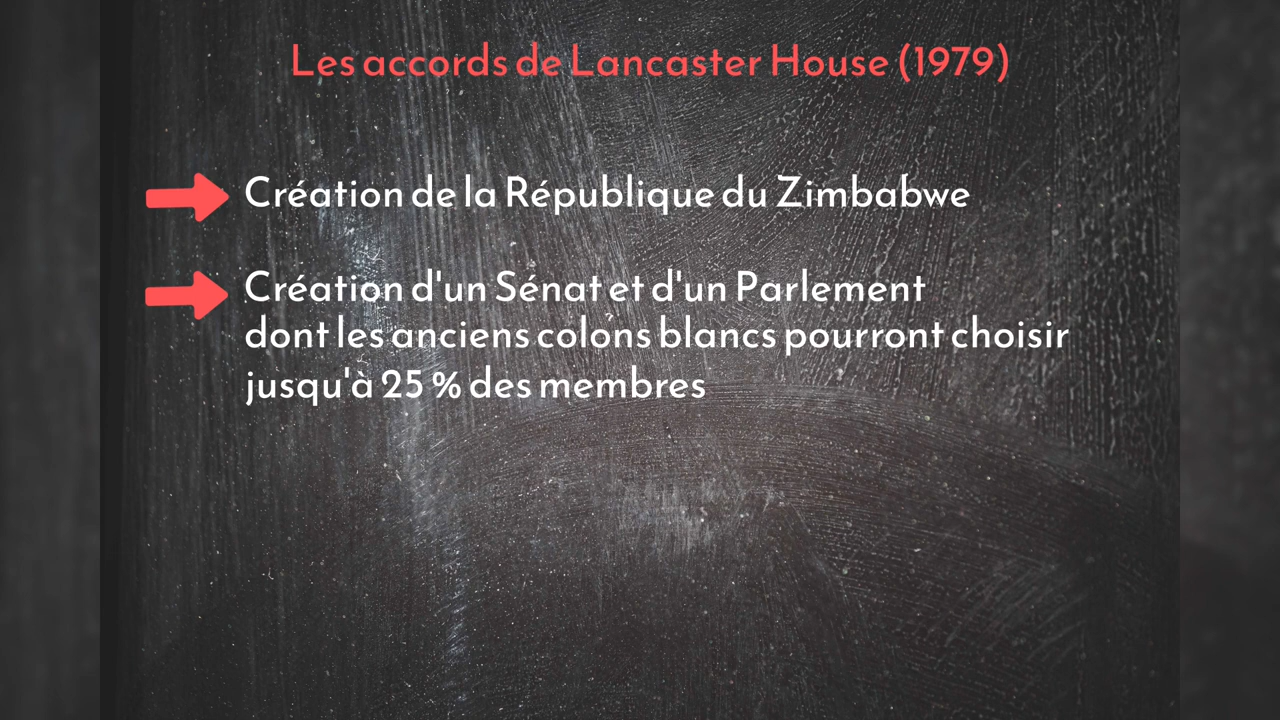 Les accords de Lancaster House (1979)
Création de la République du Zimbabwe
Création d'un Sénat et d'un Parlement
dont les anciens colons blancs pourront choisir
jusqu'à 25 % des membres